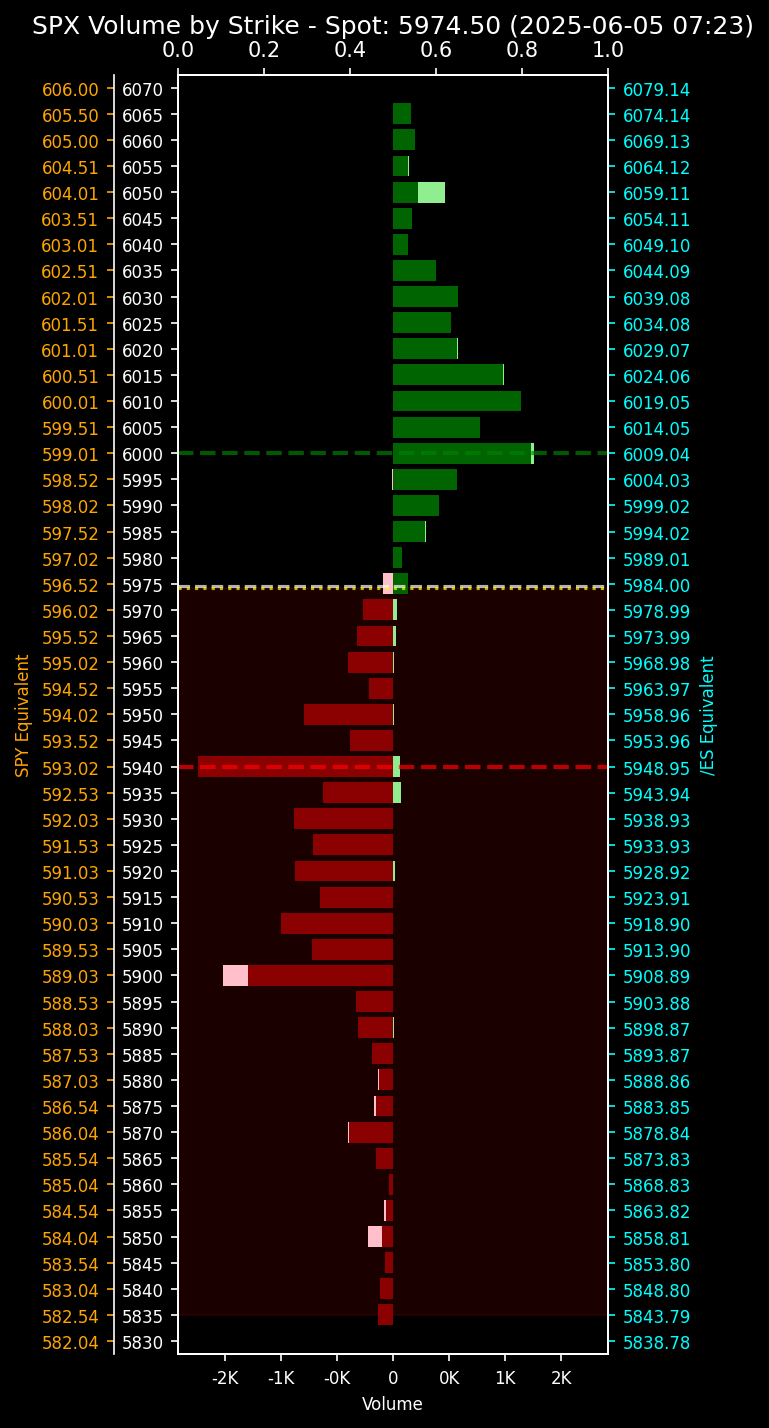 SPX Volume by Strike - Spot: 5974.50 (2025-06-05 07:23)
0.0 0.2 0.4 0.6 0.8 1.0
606.00 6070 6079.14
605.50 6065 6074.14
605.00 6060 6069.13
604.51 6055 6064.12
604.01 6050 6059.11
603.51 6045 6054.11
603.01 6040 6049.10
602.51 6035 6044.09
602.01 6030 6039.08
601.51 6025 6034.08
601.01 6020 6029.07
600.51 6015 6024.06
600.01 6010 6019.05
599.51 6005 6014.05
599.01 6000 6009.04
598.52 5995 6004.03
598.02 5990 5999.02
597.52 5985 5994.02
597.02 5980 5989.01
596.52 5975 5984.00
596.02 5970 5978.99
595.52 5965 5973.99
595.02 5960 5968.98
594.52 5955 5963.97
594.02 5950 5958.96
593.52 5945 5953.96
593.02 5940 5948.95
592.53 5935 5943.94
592.03 5930 5938.93
591.53 5925 5933.93
591.03 5920 5928.92
590.53 5915 5923.91
590.03 5910 5918.90
589.53 5905 5913.90
589.03 5900 5908.89
588.53 5895 5903.88
588.03 5890 5898.87
587.53 5885 5893.87
587.03 5880 5888.86
586.54 5875 5883.85
586.04 5870 5878.84
585.54 5865 5873.83
585.04 5860 5868.83
584.54 5855 5863.82
584.04 5850 5858.81
583.54 5845 5853.80
583.04 5840 5848.80
582.54 5835 5843.79
582.04 5830 5838.78
SPY Equivalent
/ES Equivalent
-2K -1K -0K 0 0K 1K 2K
Volume